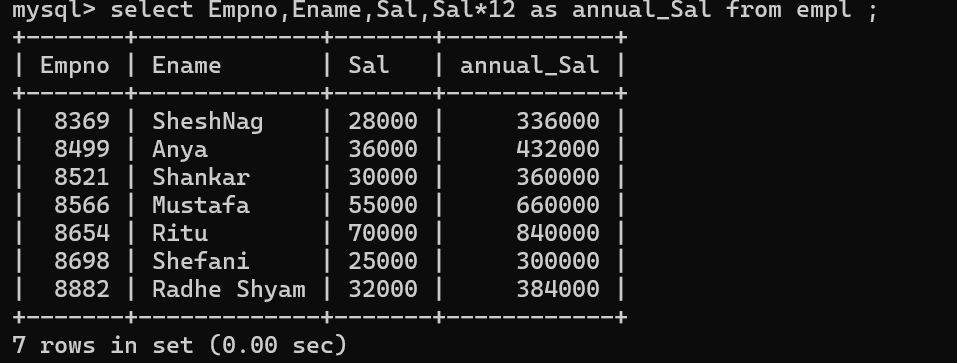 mysql> select Empno,Ename,Sal,Sal*12 as annual_Sal from empl ;
+-------+-------------+-------+------------+
| Empno | Ename       | Sal   | annual_Sal |
+-------+-------------+-------+------------+
|  8369 | SheshNag    | 28000 |     336000 |
|  8499 | Anya        | 36000 |     432000 |
|  8521 | Shankar     | 30000 |     360000 |
|  8566 | Mustafa     | 55000 |     660000 |
|  8654 | Ritu        | 70000 |     840000 |
|  8698 | Shefani     | 25000 |     300000 |
|  8882 | Radhe Shyam | 32000 |     384000 |
+-------+-------------+-------+------------+
7 rows in set (0.00 sec)